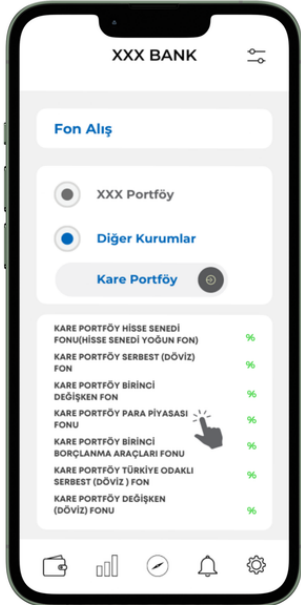 XXX BANK
Fon Alış
XXX Portföy
Diğer Kurumlar
Kare Portföy
KARE PORTFÖY HİSSE SENEDİ
FONU(HİSSE SENEDİ YOĞUN FON)
%
KARE PORTFÖY SERBEST (DÖVİZ)
FON
%
KARE PORTFÖY BİRİNCİ
DEĞİŞKEN FON
%
KARE PORTFÖY PARA PİYASASI
FONU
%
KARE PORTFÖY BİRİNCİ
BORÇLANMA ARAÇLARI FONU
%
KARE PORTFÖY TÜRKİYE ODAKLI
SERBEST (DÖVİZ ) FON
%
KARE PORTFÖY DEĞİŞKEN
(DÖVİZ) FONU
%